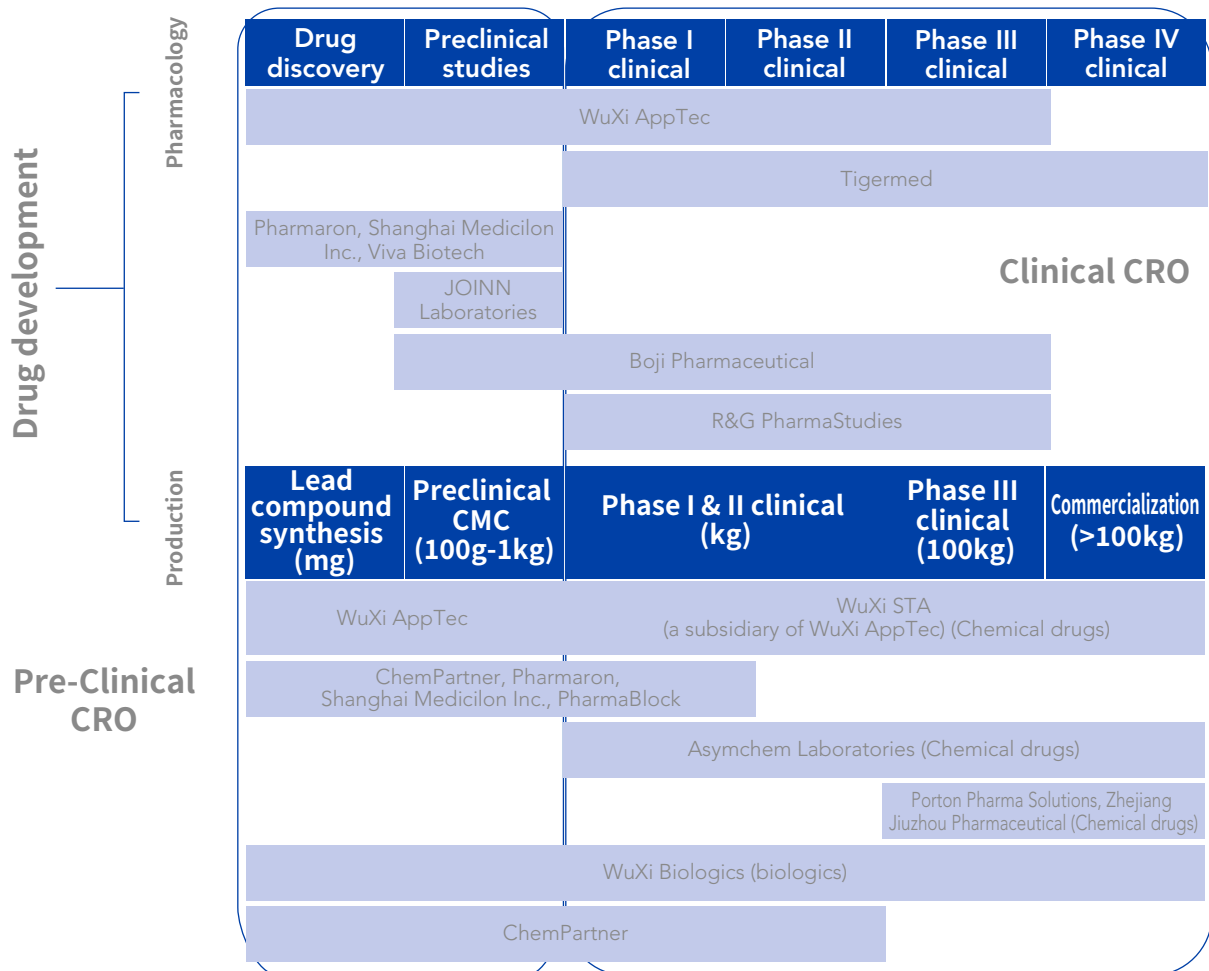 Drug
discovery
Preclinical
studies
Phase I
clinical
Phase II
clinical
Phase III
clinical
Phase IV
clinical
Pharmacology
WuXi AppTec
Tigermed
Pharmaron, Shanghai Medicilon
Inc., Viva Biotech
Clinical CRO
JOINN
Laboratories
Boji Pharmaceutical
R&G PharmaStudies
Drug development
Production
Lead
compound
synthesis
(mg)
Preclinical
CMC
(100g-1kg)
Phase I & II clinical
(kg)
Phase III
clinical
(100kg)
Commercialization
(>100kg)
WuXi AppTec
WuXi STA
(a subsidiary of WuXi AppTec) (Chemical drugs)
Pre-Clinical
CRO
ChemPartner, Pharmaron,
Shanghai Medicilon Inc., PharmaBlock
Asymchem Laboratories (Chemical drugs)
Porton Pharma Solutions, Zhejiang
Jiuzhou Pharmaceutical (Chemical drugs)
WuXi Biologics (biologics)
ChemPartner